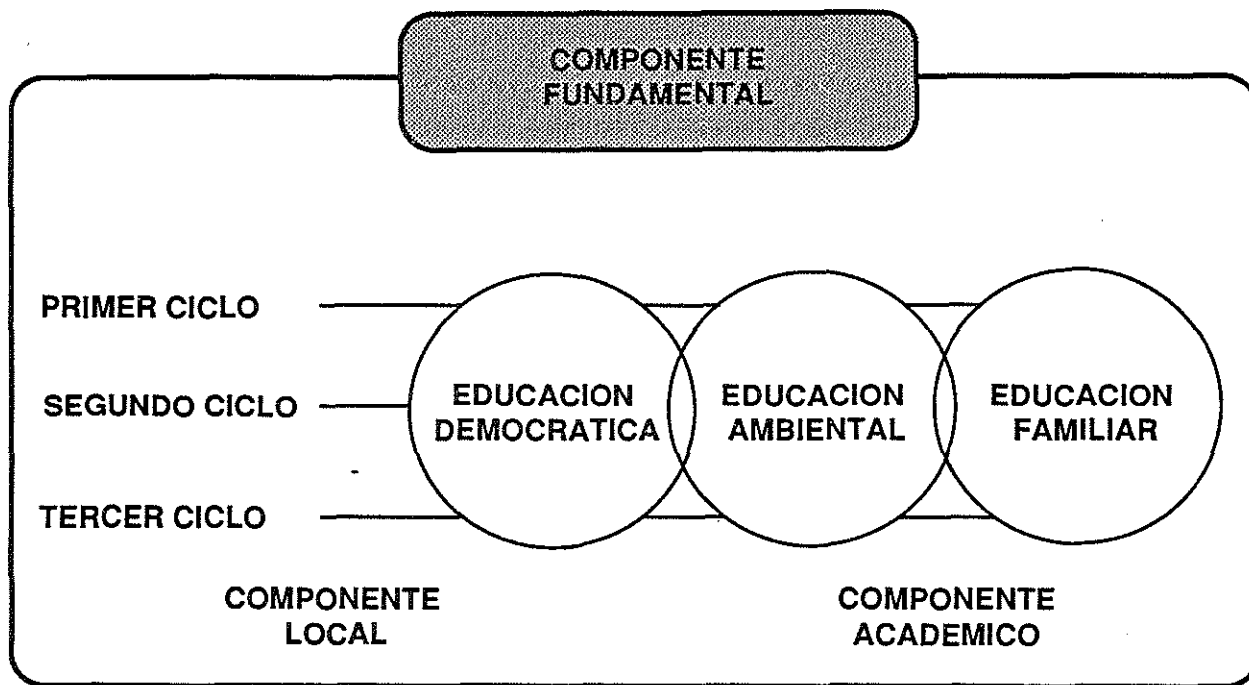 COMPONENTE
FUNDAMENTAL
PRIMER CICLO
SEGUNDO CICLO
TERCER CICLO
EDUCACION
DEMOCRATICA
EDUCACION
AMBIENTAL
EDUCACION
FAMILIAR
COMPONENTE
LOCAL
COMPONENTE
ACADEMICO